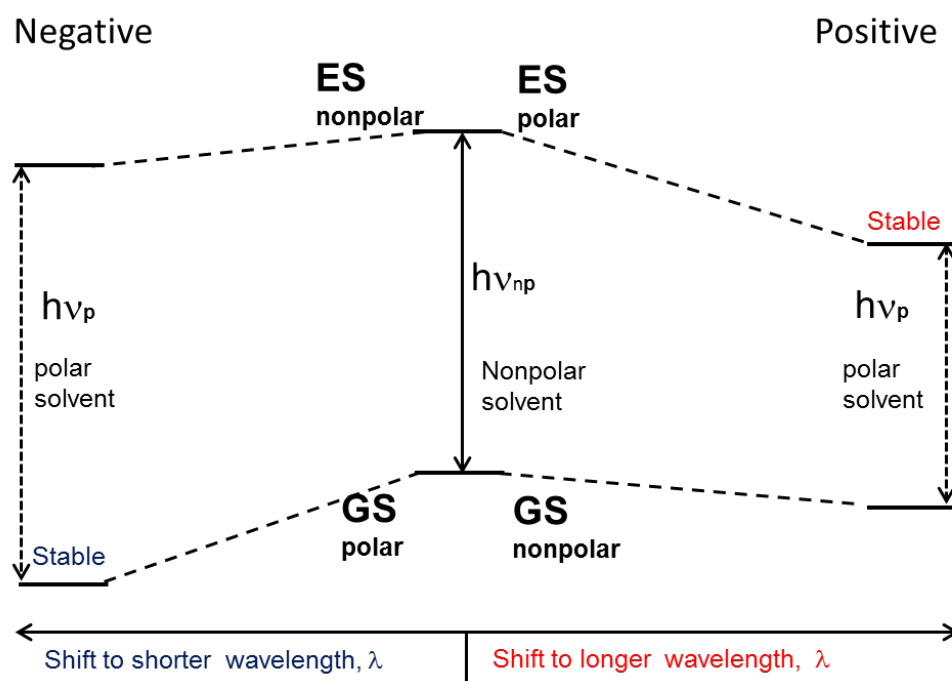 Negative
Positive
ES
nonpolar
ES
polar
Stable
hνp
polar
solvent
hνnp
Nonpolar
solvent
hνp
polar
solvent
Stable
GS
polar
GS
nonpolar
Shift to shorter wavelength, λ
Shift to longer wavelength, λ